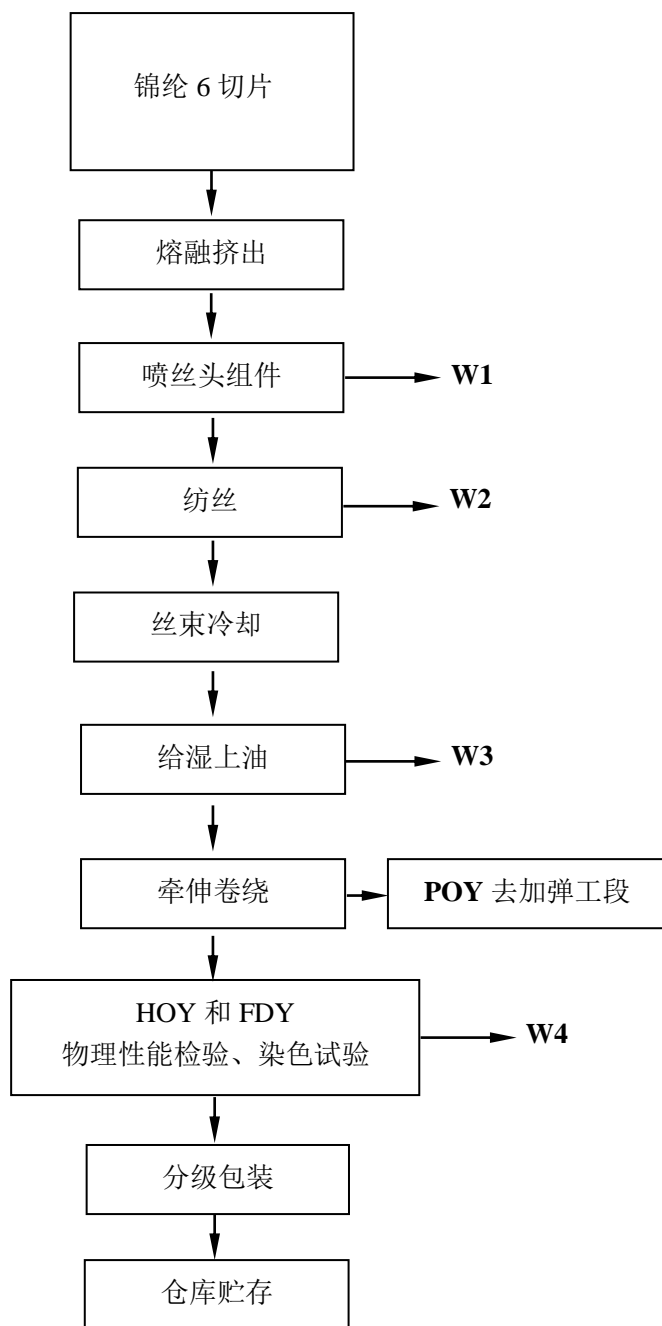 锦纶 6 切片
熔融挤出
喷丝头组件
W1
纺丝
W2
丝束冷却
给湿上油
W3
牵伸卷绕
POY 去加弹工段
HOY 和 FDY
物理性能检验、染色试验
W4
分级包装
仓库贮存